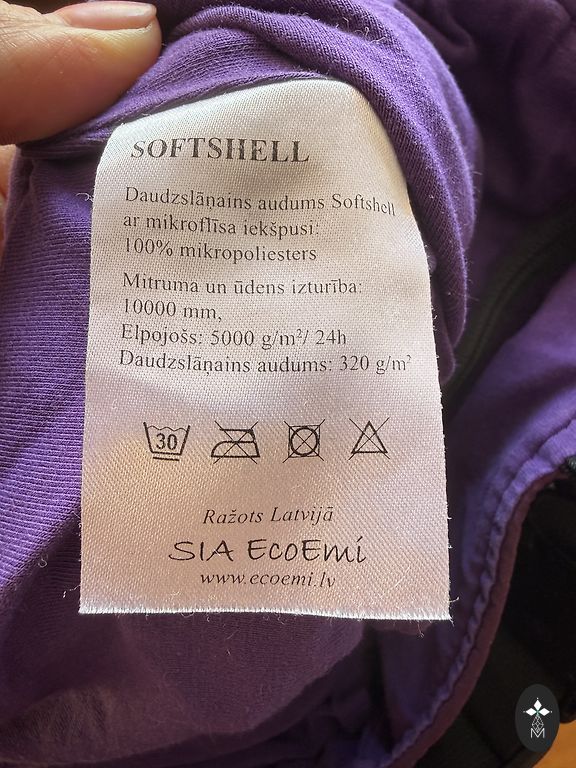 SOFTSHELL
Daudzslāņains audums Softshell
ar mikroflīsa iekšpusi:
100% mikropoliesters
Mitruma un ūdens izturība:
10000 mm,
Elpojošs: 5000 g/m²/ 24h
Daudzslāņains audums: 320 g/m²
30
Ražots Latvijā
SIA EcoEmi
www.ecoemi.lv